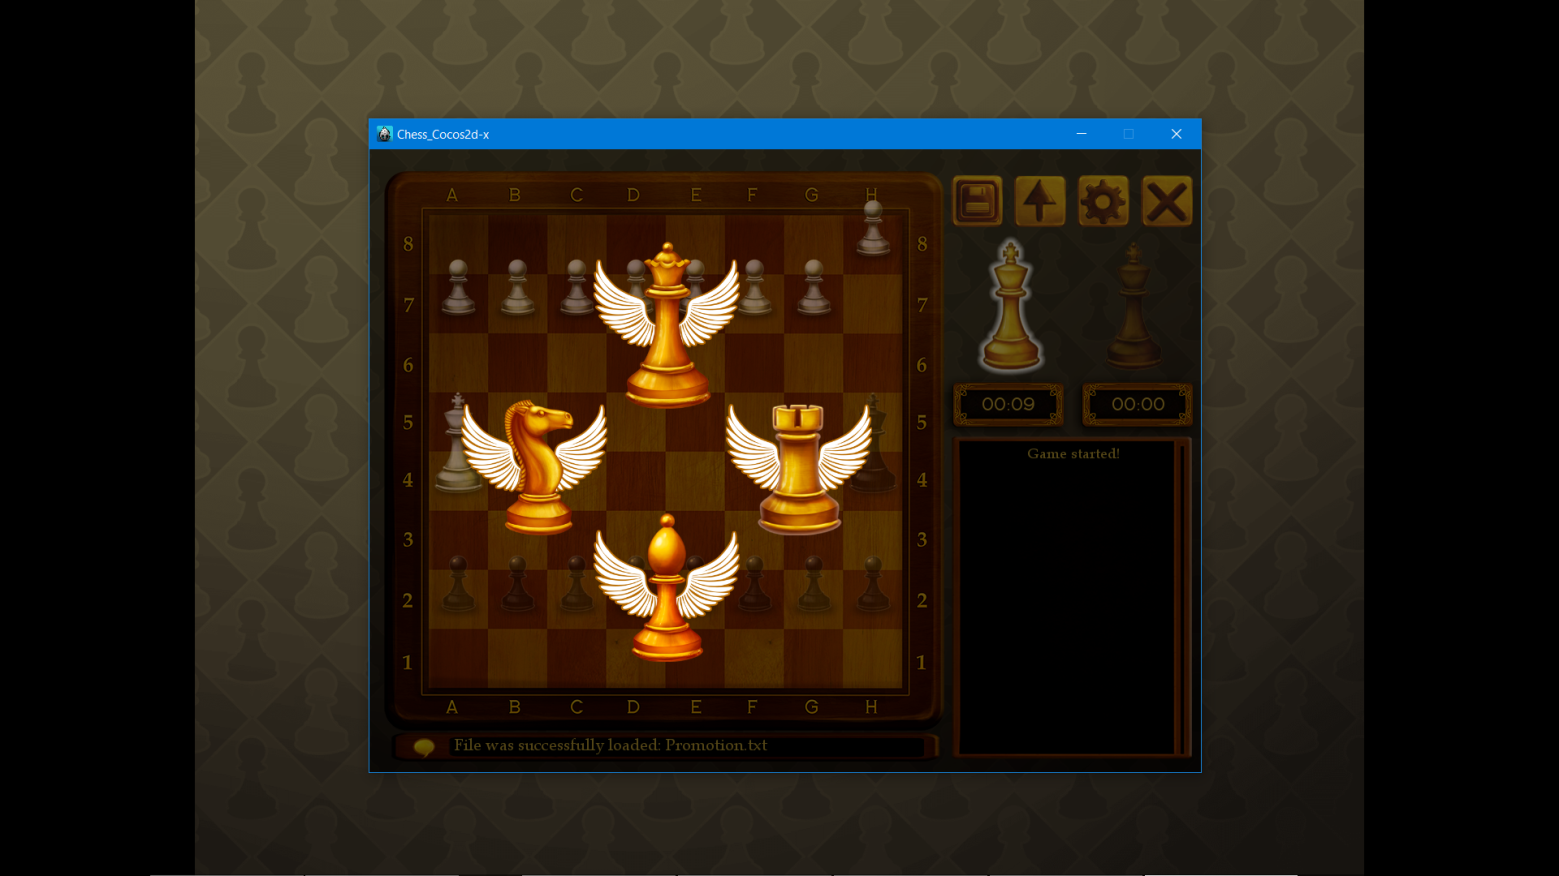 Chess_Cocos2d-x
A B C D E F G H
8 8
7 7
6 6
5 5
4 4
3 3
2 2
1 1
A B C D E F G H
00:09 00:00
Game started!
File was successfully loaded: Promotion.txt